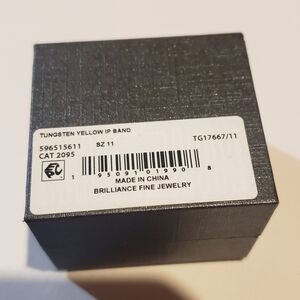 TUNGSTEN YELLOW IP BAND
596515611 SZ 11 TG17667/11
CAT 2095
1 95091 01990 8
MADE IN CHINA
BRILLIANCE FINE JEWELRY